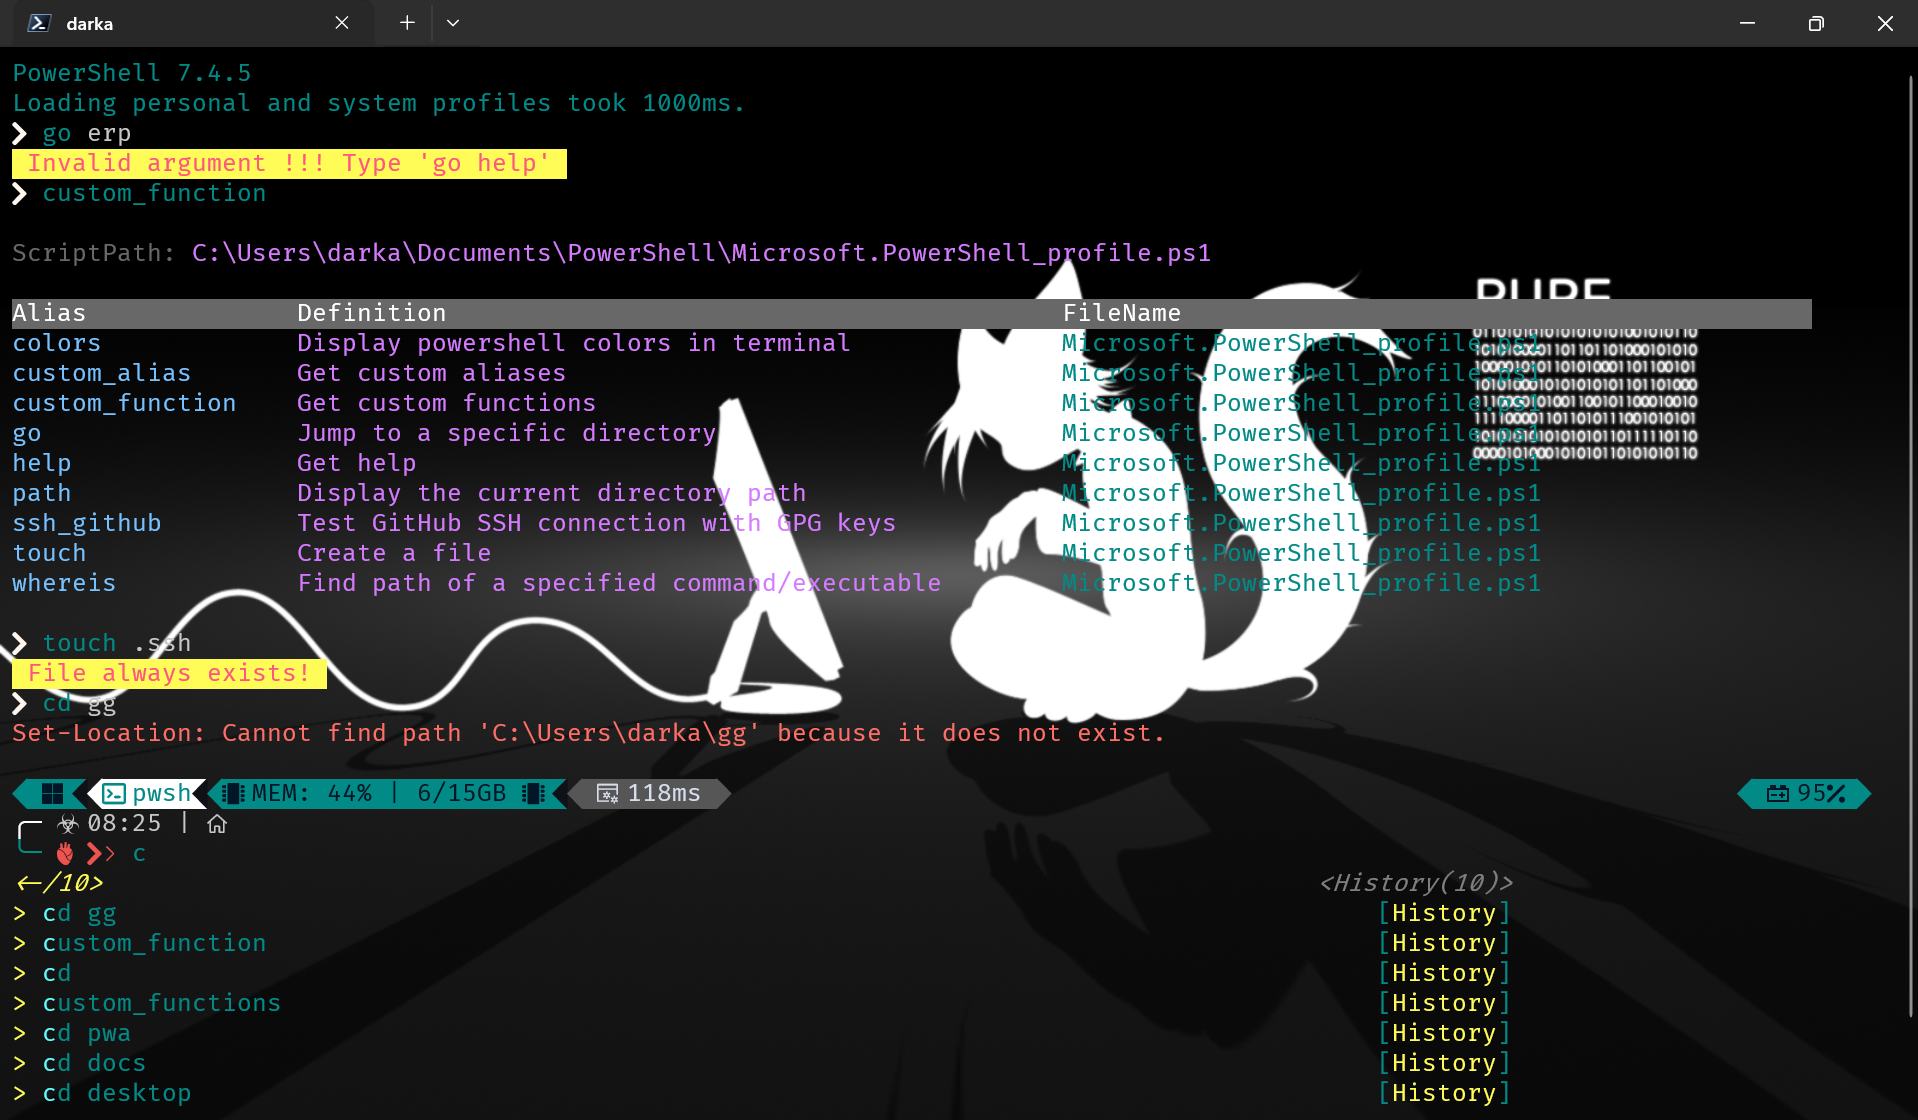 darka
PowerShell 7.4.5
Loading personal and system profiles took 1000ms.
go erp
Invalid argument !!! Type 'go help'
custom_function
ScriptPath: C:\Users\darka\Documents\PowerShell\Microsoft.PowerShell_profile.ps1
PURE
Alias Definition FileName
colors Display powershell colors in terminal Microsoft.PowerShell_profile.ps1
custom_alias Get custom aliases Microsoft.PowerShell_profile.ps1
custom_function Get custom functions Microsoft.PowerShell_profile.ps1
go Jump to a specific directory Microsoft.PowerShell_profile.ps1
help Get help Microsoft.PowerShell_profile.ps1
path Display the current directory path Microsoft.PowerShell_profile.ps1
ssh_github Test GitHub SSH connection with GPG keys Microsoft.PowerShell_profile.ps1
touch Create a file Microsoft.PowerShell_profile.ps1
whereis Find path of a specified command/executable Microsoft.PowerShell_profile.ps1
touch .ssh
File always exists!
cd gg
Set-Location: Cannot find path 'C:\Users\darka\gg' because it does not exist.
pwsh MEM: 44% | 6/15GB 118ms 95%
08:25 |
c
<-/10> <History(10)>
> cd gg [History]
> custom_function [History]
> cd [History]
> custom_functions [History]
> cd pwa [History]
> cd docs [History]
> cd desktop [History]